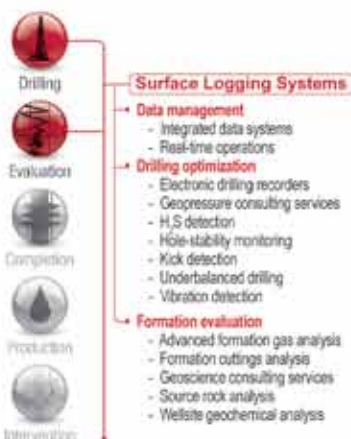 Drilling
Evaluation
Completion
Production
Intervention
Surface Logging Systems
• Data management
- Integrated data systems
- Real-time operations
• Drilling optimization
- Electronic drilling recorders
- Geopressure consulting services
- H₂S detection
- Hole-stability monitoring
- Kick detection
- Underbalanced drilling
- Vibration detection
• Formation evaluation
- Advanced formation gas analysis
- Formation cuttings analysis
- Geoscience consulting services
- Source rock analysis
- Wellsite geochemical analysis